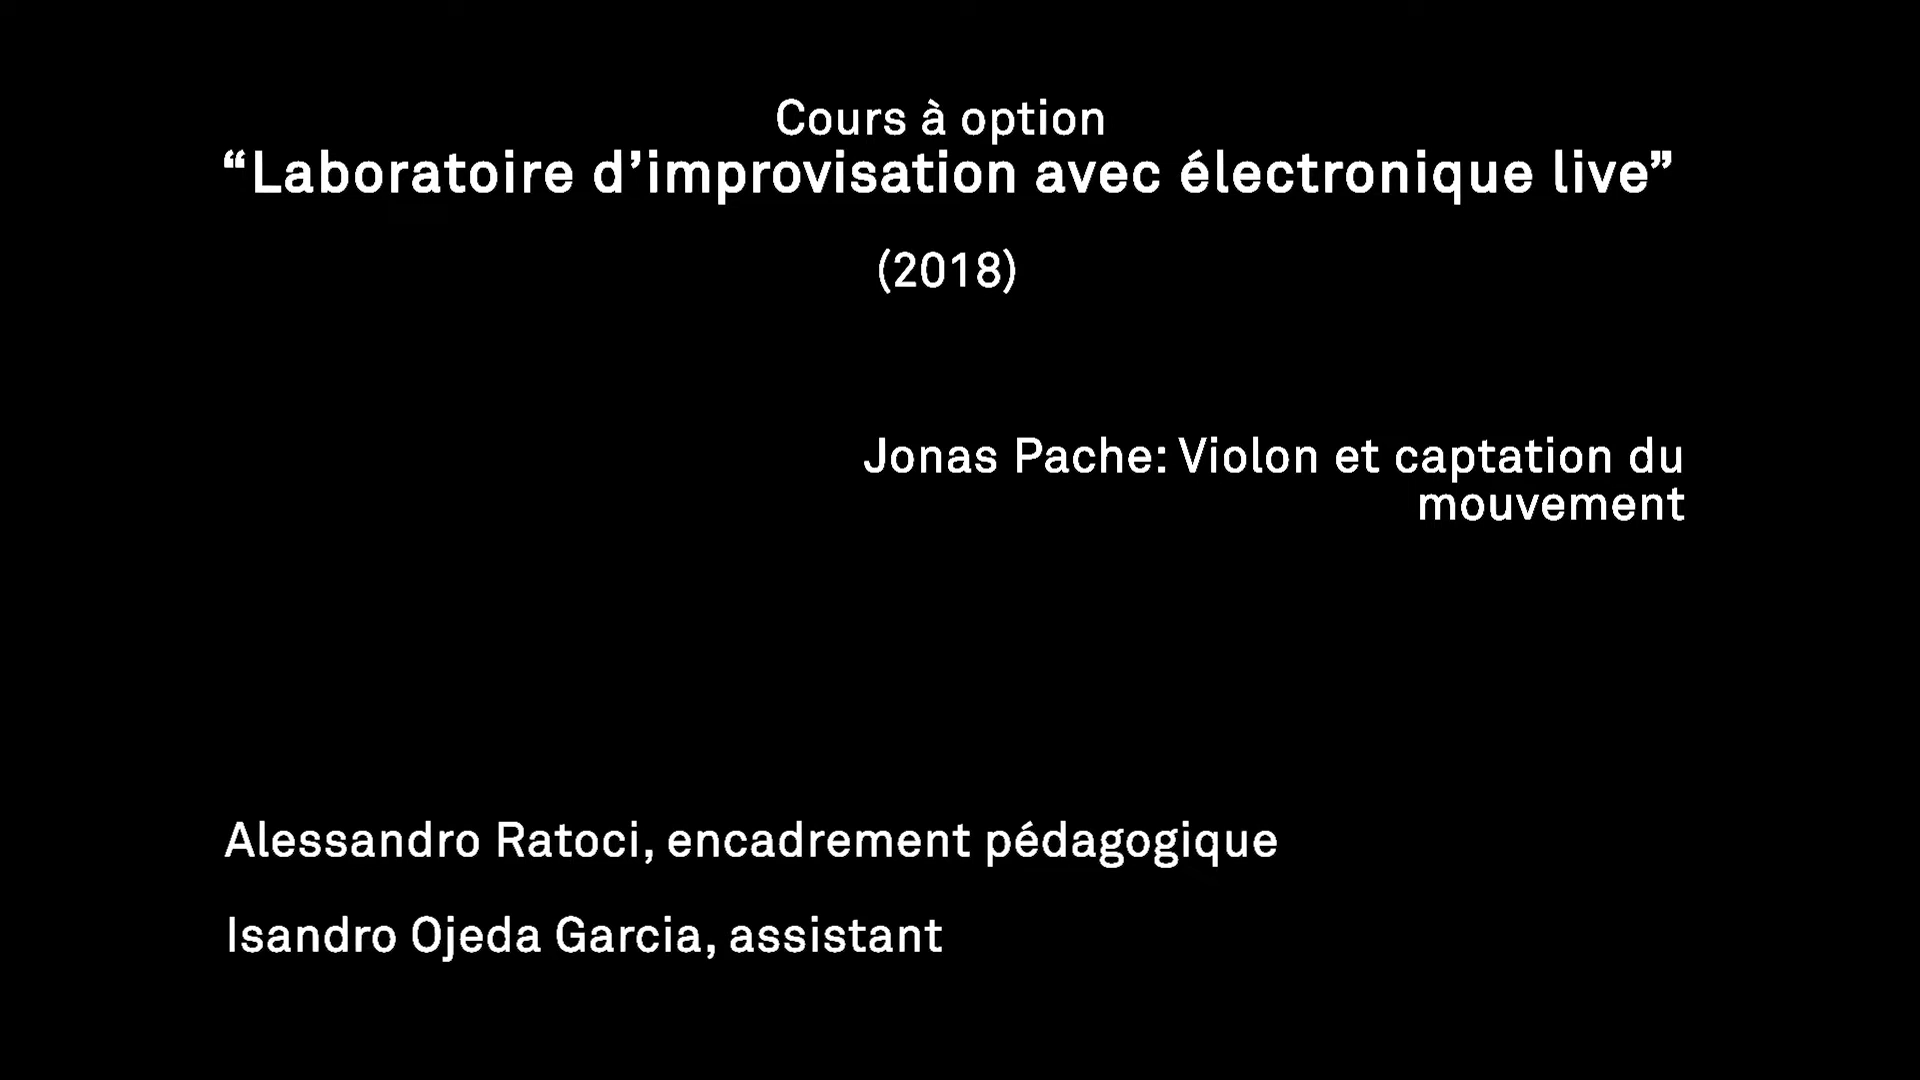 Cours à option
“Laboratoire d’improvisation avec électronique live”
(2018)
Jonas Pache: Violon et captation du
mouvement
Alessandro Ratoci, encadrement pédagogique
Isandro Ojeda Garcia, assistant